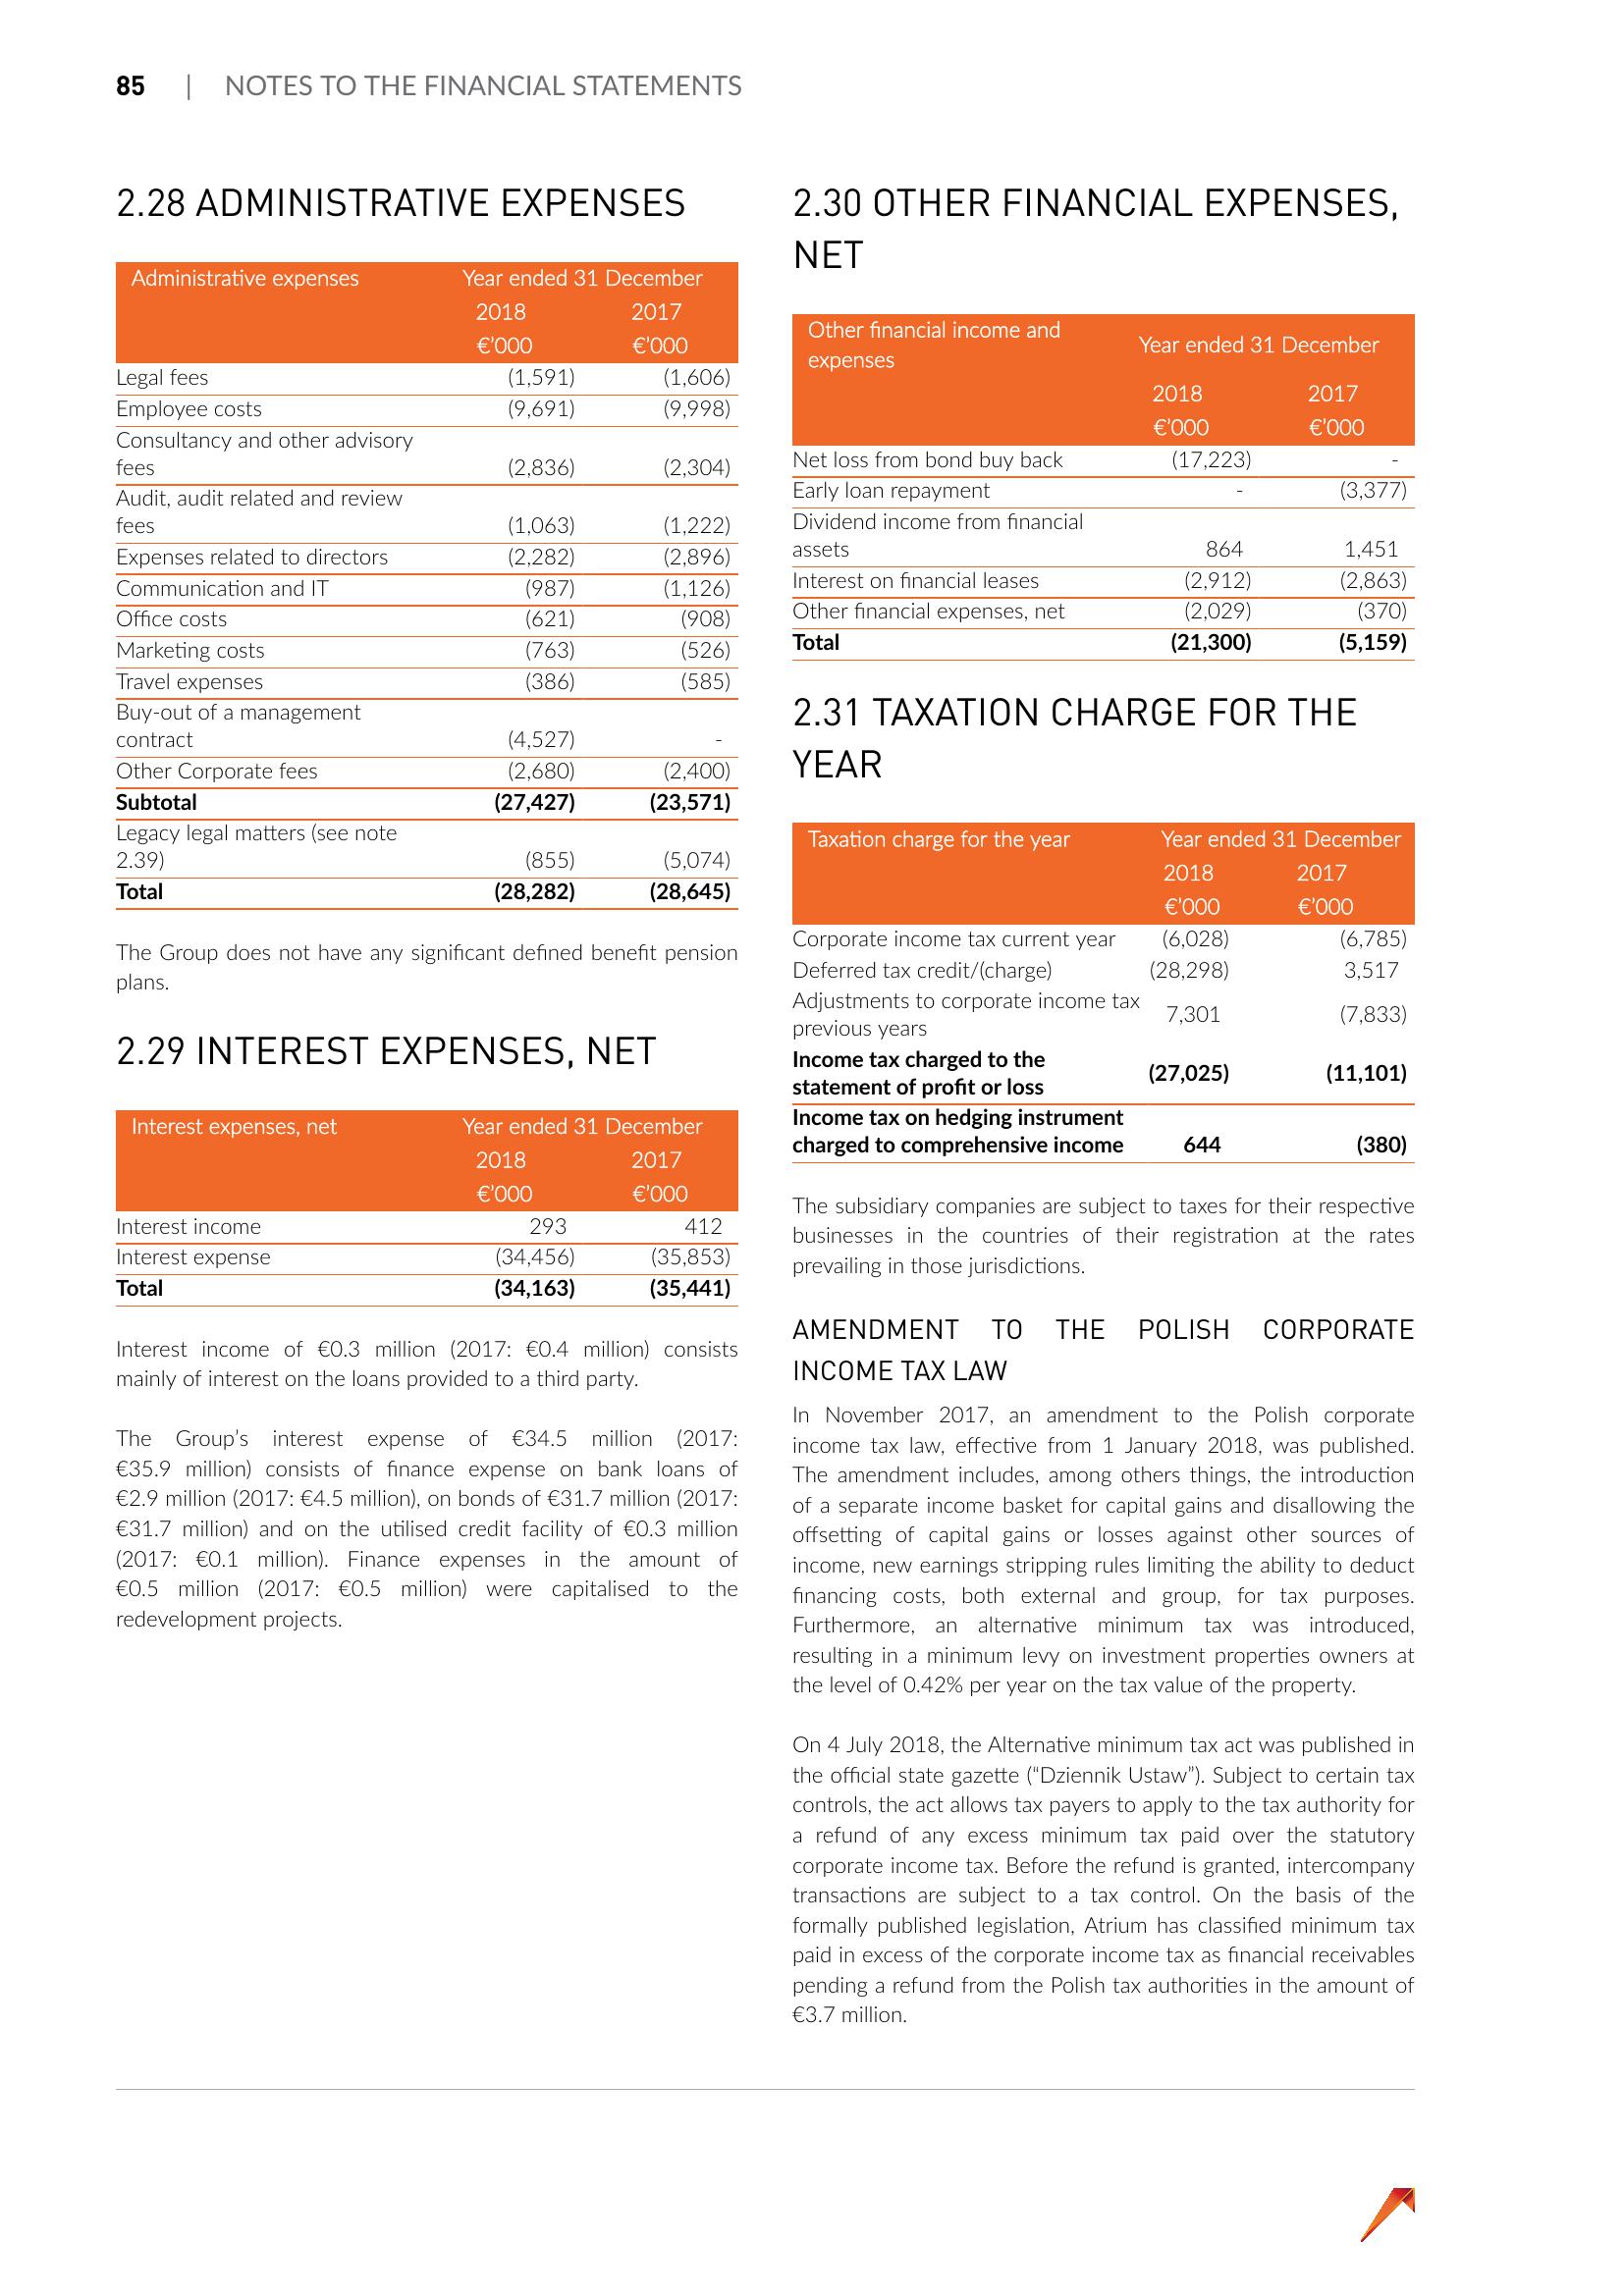 85 | NOTES TO THE FINANCIAL STATEMENTS
2.28 ADMINISTRATIVE EXPENSES
Administrative expenses Year ended 31 December
2018 2017
€’000 €’000
Legal fees (1,591) (1,606)
Employee costs (9,691) (9,998)
Consultancy and other advisory
fees (2,836) (2,304)
Audit, audit related and review
fees (1,063) (1,222)
Expenses related to directors (2,282) (2,896)
Communication and IT (987) (1,126)
Office costs (621) (908)
Marketing costs (763) (526)
Travel expenses (386) (585)
Buy-out of a management
contract (4,527) -
Other Corporate fees (2,680) (2,400)
Subtotal (27,427) (23,571)
Legacy legal matters (see note
2.39) (855) (5,074)
Total (28,282) (28,645)
The Group does not have any significant defined benefit pension
plans.
2.29 INTEREST EXPENSES, NET
Interest expenses, net Year ended 31 December
2018 2017
€’000 €’000
Interest income 293 412
Interest expense (34,456) (35,853)
Total (34,163) (35,441)
Interest income of €0.3 million (2017: €0.4 million) consists
mainly of interest on the loans provided to a third party.
The Group’s interest expense of €34.5 million (2017:
€35.9 million) consists of finance expense on bank loans of
€2.9 million (2017: €4.5 million), on bonds of €31.7 million (2017:
€31.7 million) and on the utilised credit facility of €0.3 million
(2017: €0.1 million). Finance expenses in the amount of
€0.5 million (2017: €0.5 million) were capitalised to the
redevelopment projects.
2.30 OTHER FINANCIAL EXPENSES,
NET
Other financial income and
expenses Year ended 31 December
2018 2017
€’000 €’000
Net loss from bond buy back (17,223) -
Early loan repayment - (3,377)
Dividend income from financial
assets 864 1,451
Interest on financial leases (2,912) (2,863)
Other financial expenses, net (2,029) (370)
Total (21,300) (5,159)
2.31 TAXATION CHARGE FOR THE
YEAR
Taxation charge for the year Year ended 31 December
2018 2017
€’000 €’000
Corporate income tax current year (6,028) (6,785)
Deferred tax credit/(charge) (28,298) 3,517
Adjustments to corporate income tax
previous years 7,301 (7,833)
Income tax charged to the
statement of profit or loss (27,025) (11,101)
Income tax on hedging instrument
charged to comprehensive income 644 (380)
The subsidiary companies are subject to taxes for their respective
businesses in the countries of their registration at the rates
prevailing in those jurisdictions.
AMENDMENT TO THE POLISH CORPORATE
INCOME TAX LAW
In November 2017, an amendment to the Polish corporate
income tax law, effective from 1 January 2018, was published.
The amendment includes, among others things, the introduction
of a separate income basket for capital gains and disallowing the
offsetting of capital gains or losses against other sources of
income, new earnings stripping rules limiting the ability to deduct
financing costs, both external and group, for tax purposes.
Furthermore, an alternative minimum tax was introduced,
resulting in a minimum levy on investment properties owners at
the level of 0.42% per year on the tax value of the property.
On 4 July 2018, the Alternative minimum tax act was published in
the official state gazette (“Dziennik Ustaw”). Subject to certain tax
controls, the act allows tax payers to apply to the tax authority for
a refund of any excess minimum tax paid over the statutory
corporate income tax. Before the refund is granted, intercompany
transactions are subject to a tax control. On the basis of the
formally published legislation, Atrium has classified minimum tax
paid in excess of the corporate income tax as financial receivables
pending a refund from the Polish tax authorities in the amount of
€3.7 million.